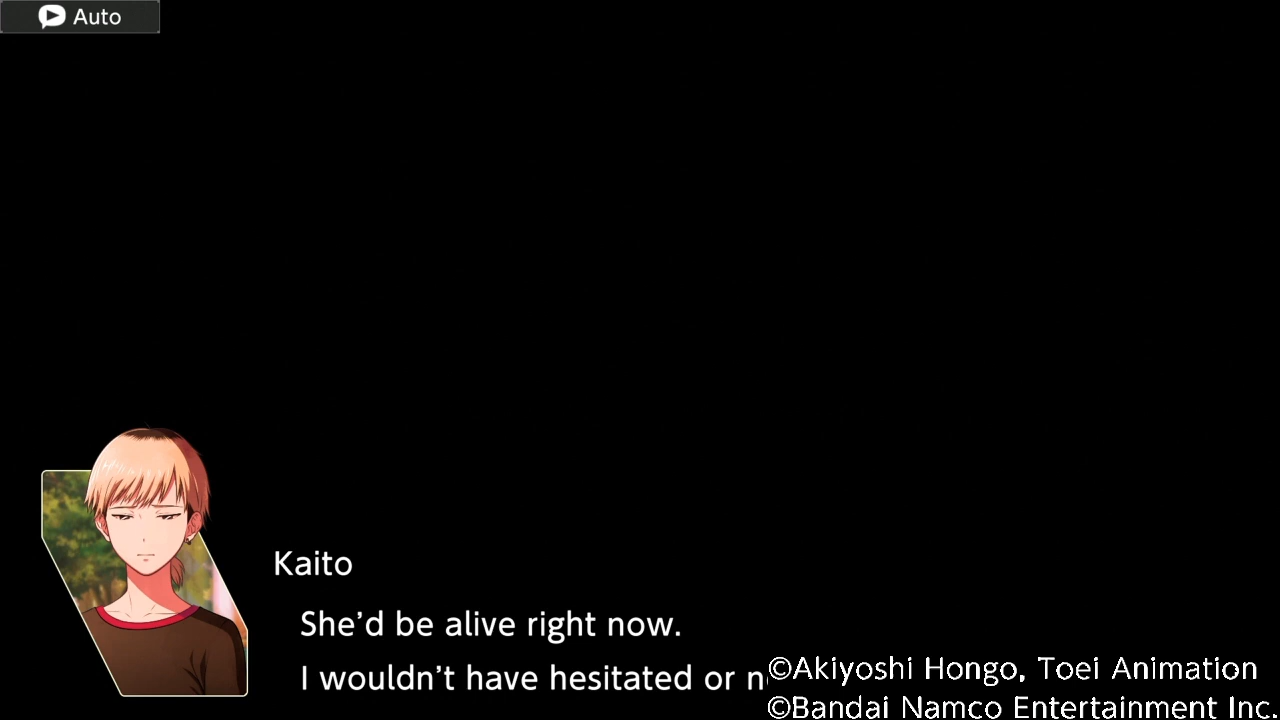 Auto
Kaito
She’d be alive right now.
I wouldn’t have hesitated or
©Akiyoshi Hongo, Toei Animation
©Bandai Namco Entertainment Inc.